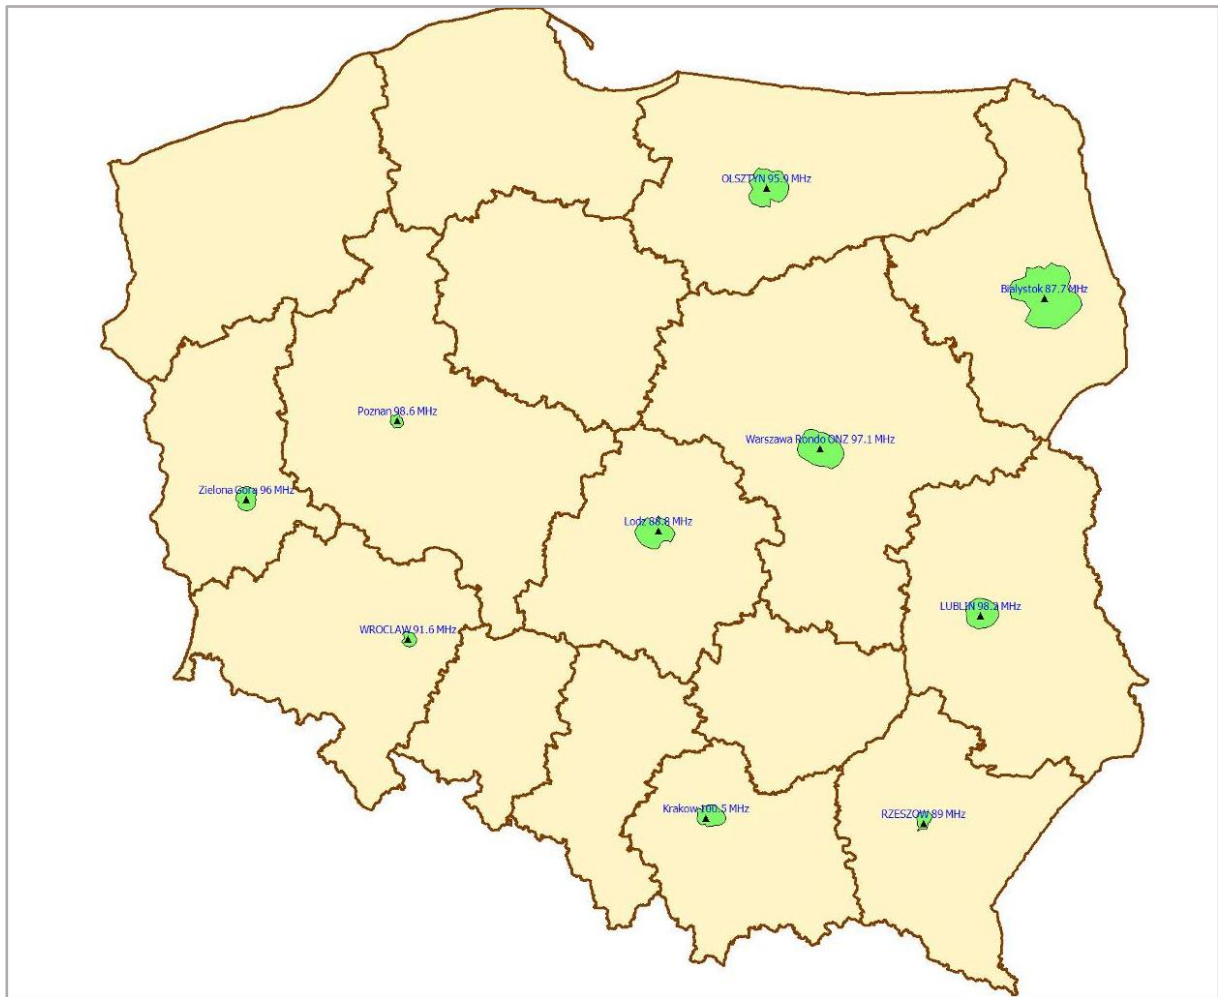 OLSZTYN 95.9 MHz
Bialystok 87.7 MHz
Poznan 98.6 MHz
Warszawa Rondo ONZ 97.1 MHz
Zielona Gora 96 MHz
Lodz 88.8 MHz
LUBLIN 98.2 MHz
WROCLAW 91.6 MHz
Krakow 100.5 MHz
RZESZOW 89 MHz